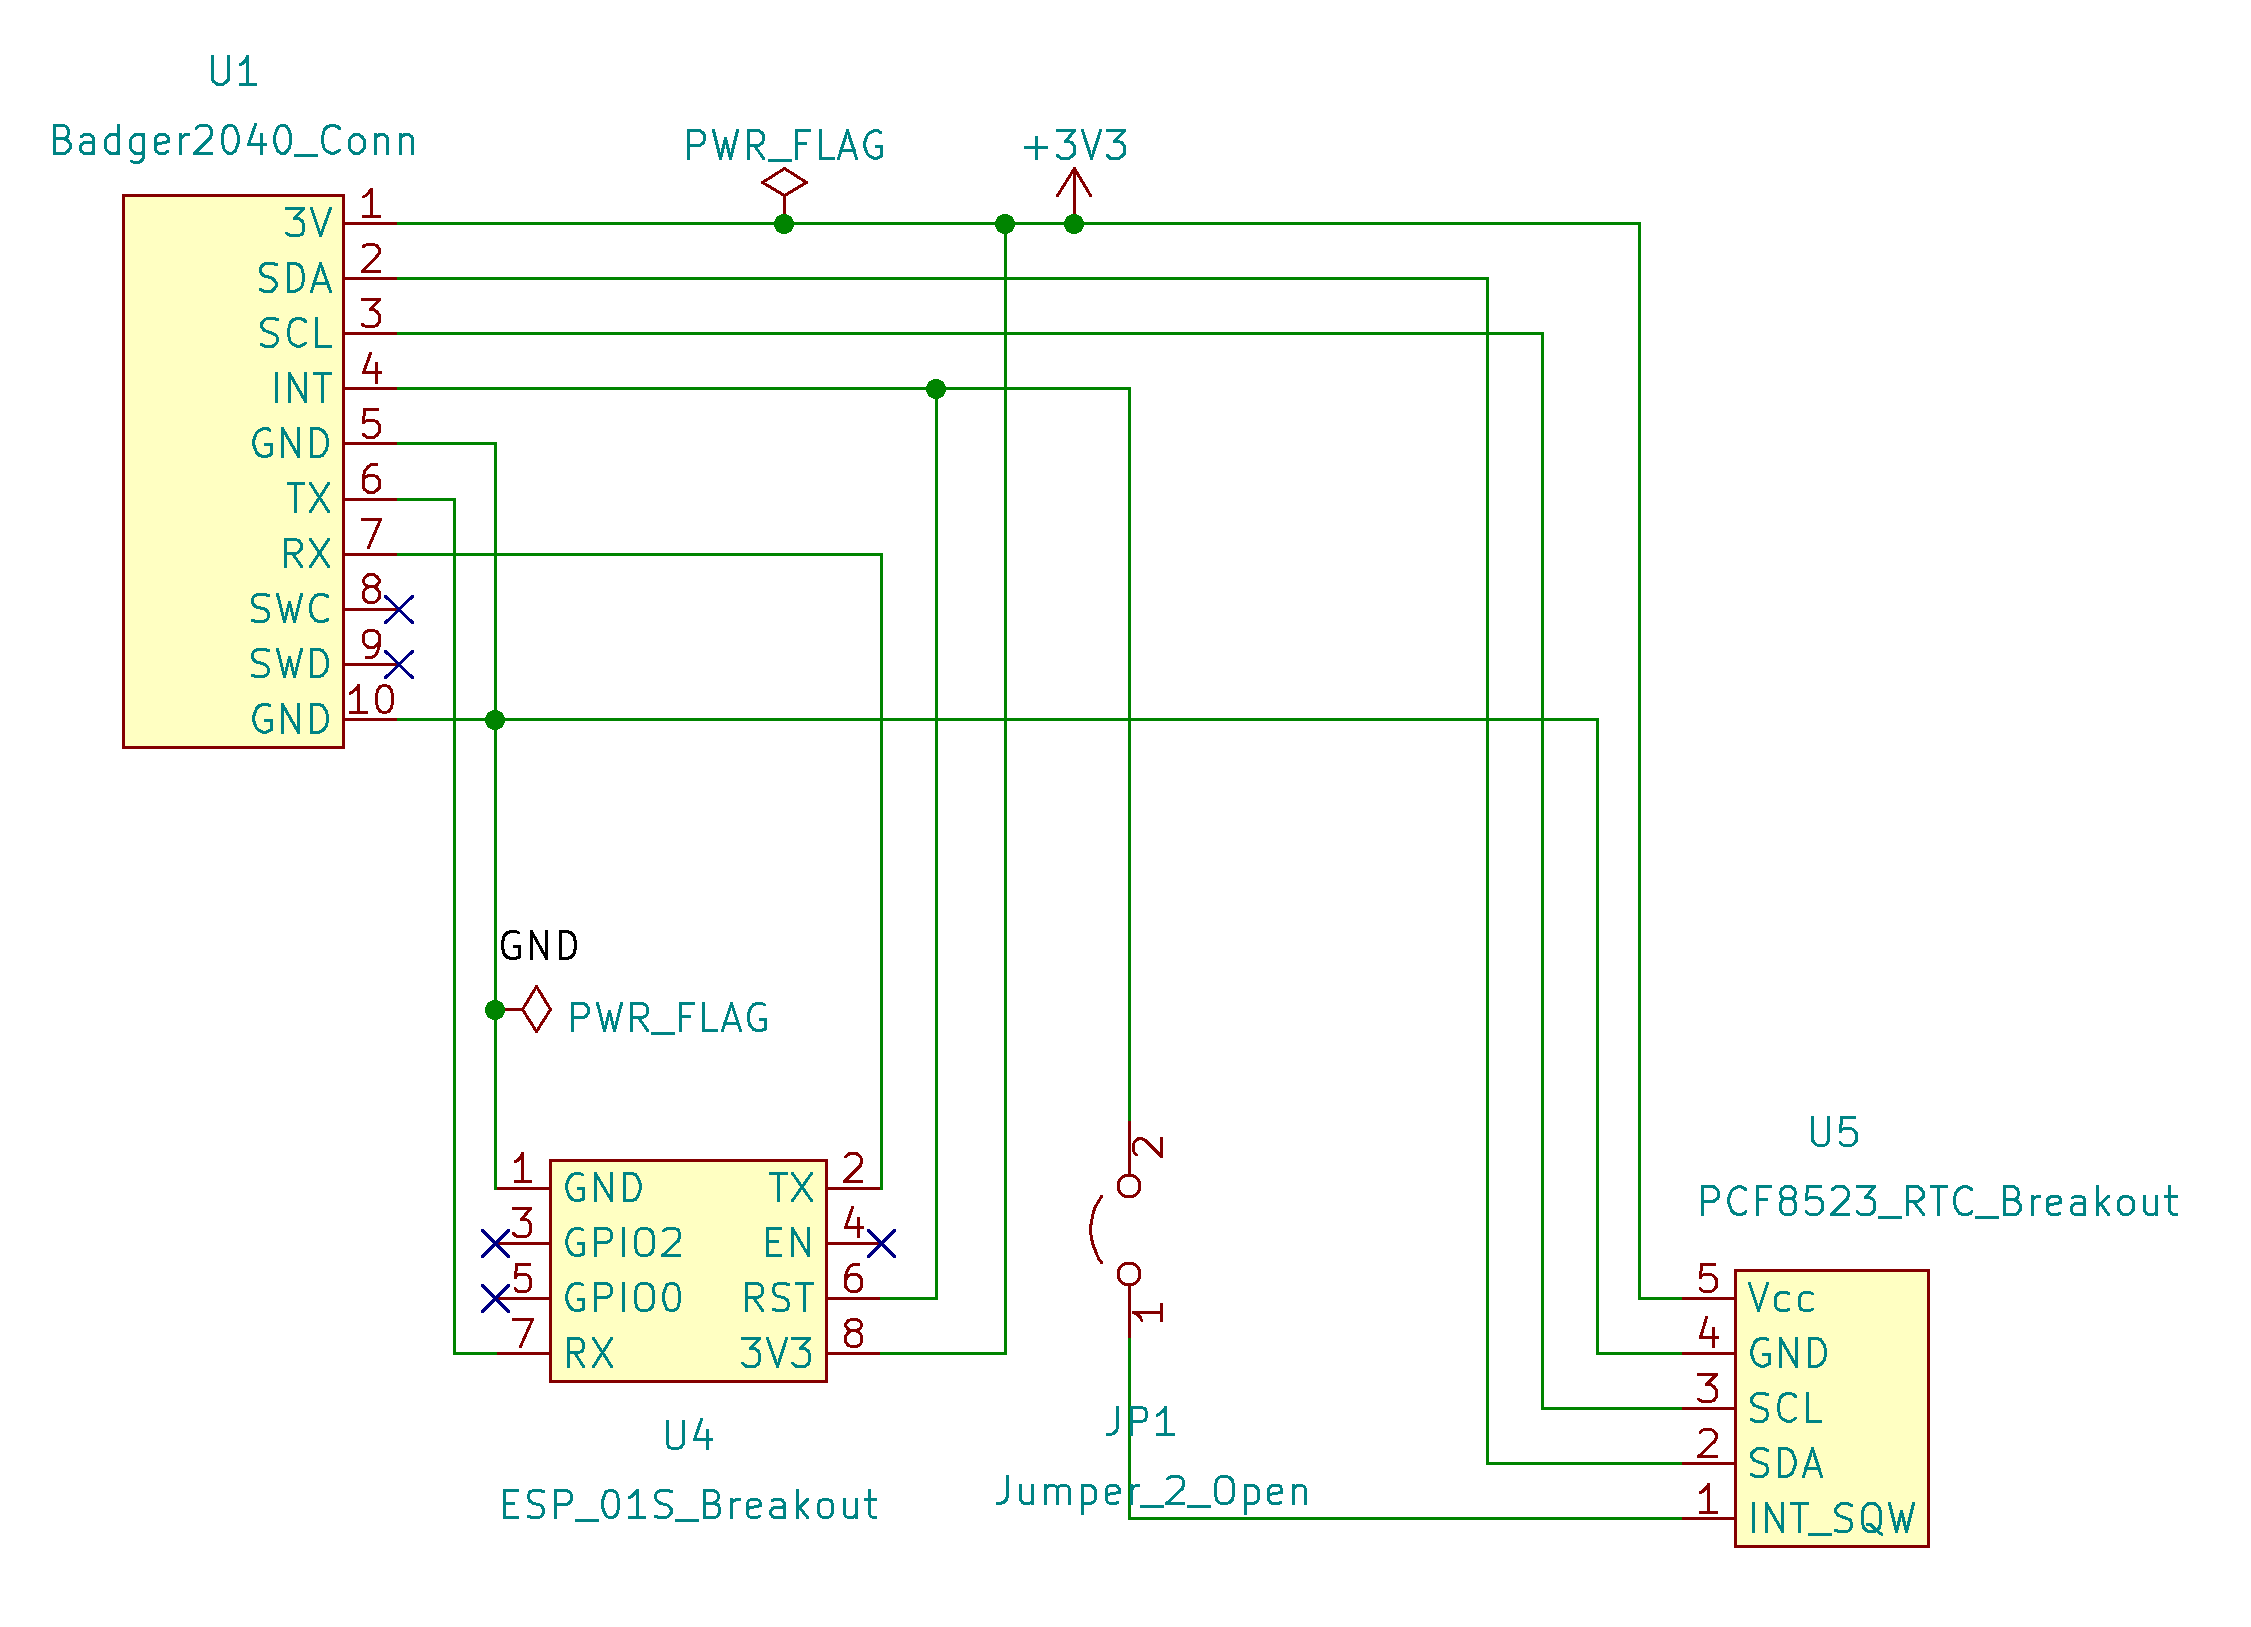 U1
Badger2040_Conn
PWR_FLAG
+3V3
3V 1
SDA 2
SCL 3
INT 4
GND 5
TX 6
RX 7
SWC 8
SWD 9
GND 10
GND
PWR_FLAG
1 GND TX 2
3 GPIO2 EN 4
5 GPIO0 RST 6
7 RX 3V3 8
U4
ESP_01S_Breakout
2
1
JP1
Jumper_2_Open
U5
PCF8523_RTC_Breakout
5 Vcc
4 GND
3 SCL
2 SDA
1 INT_SQW